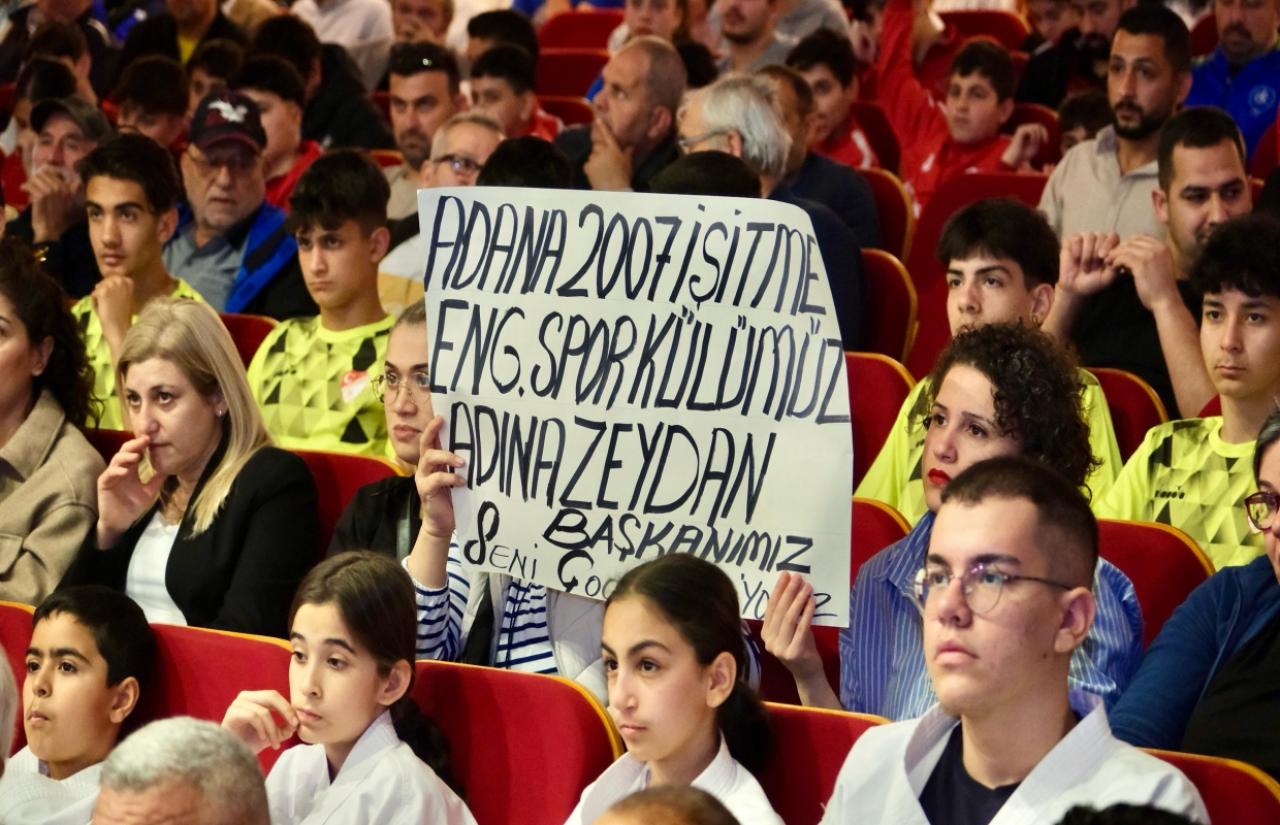 ADANA 2007 İŞİTME
ENG. SPOR KÜLÜMÜZ
ADINA ZEYDAN
BAŞKANIMIZ
SENİ